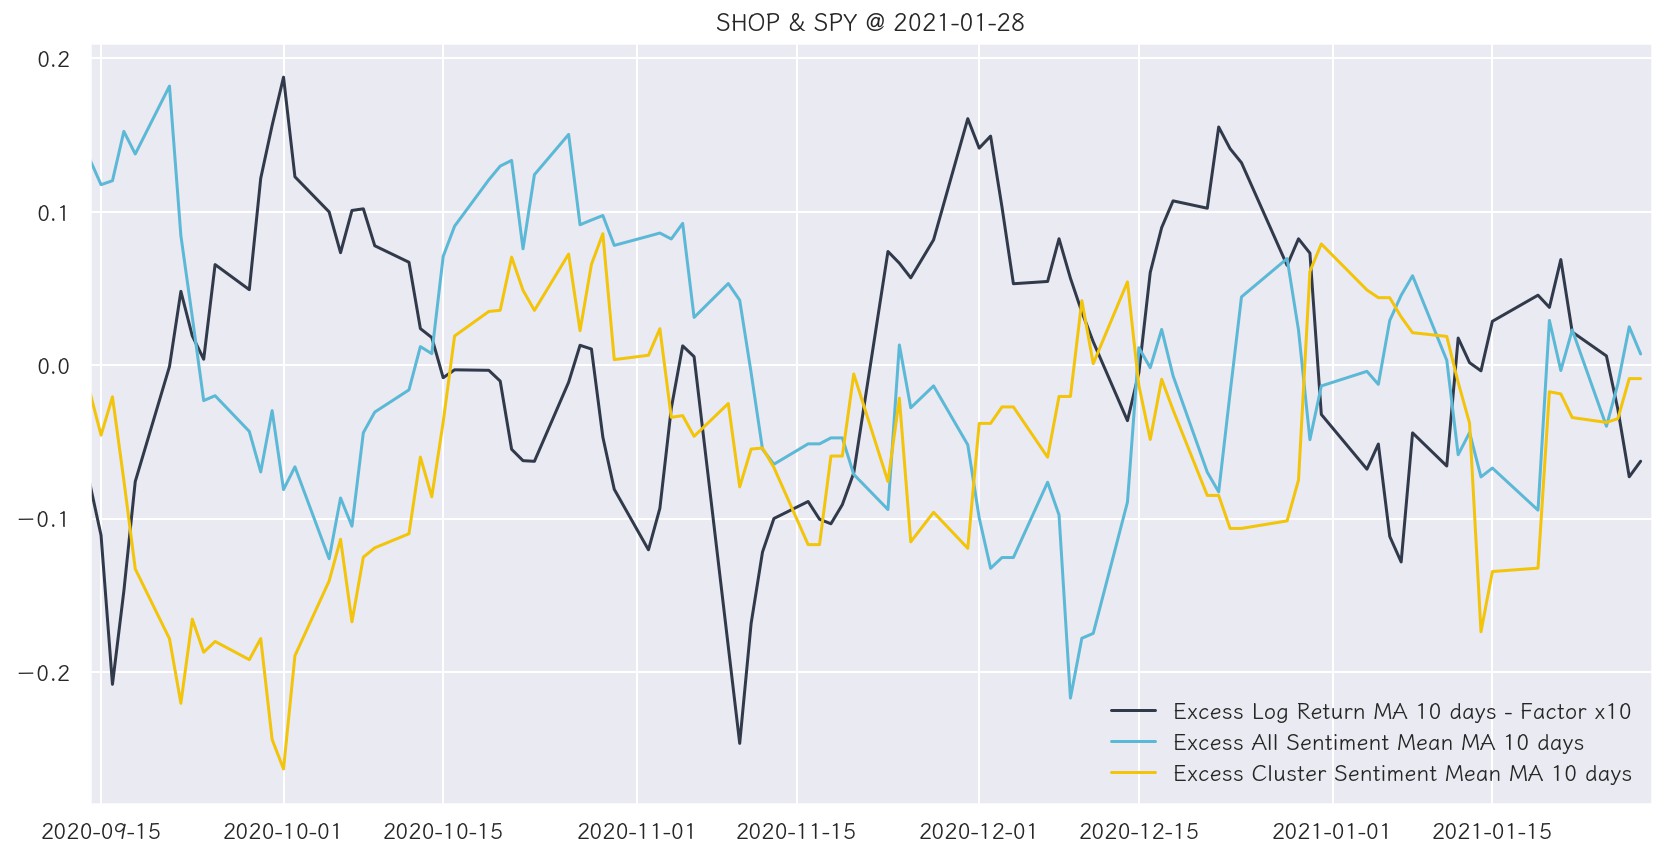 SHOP & SPY @ 2021-01-28
0.2
0.1
0.0
−0.1
−0.2
Excess Log Return MA 10 days - Factor x10
Excess All Sentiment Mean MA 10 days
Excess Cluster Sentiment Mean MA 10 days
2020-09-15 2020-10-01 2020-10-15 2020-11-01 2020-11-15 2020-12-01 2020-12-15 2021-01-01 2021-01-15